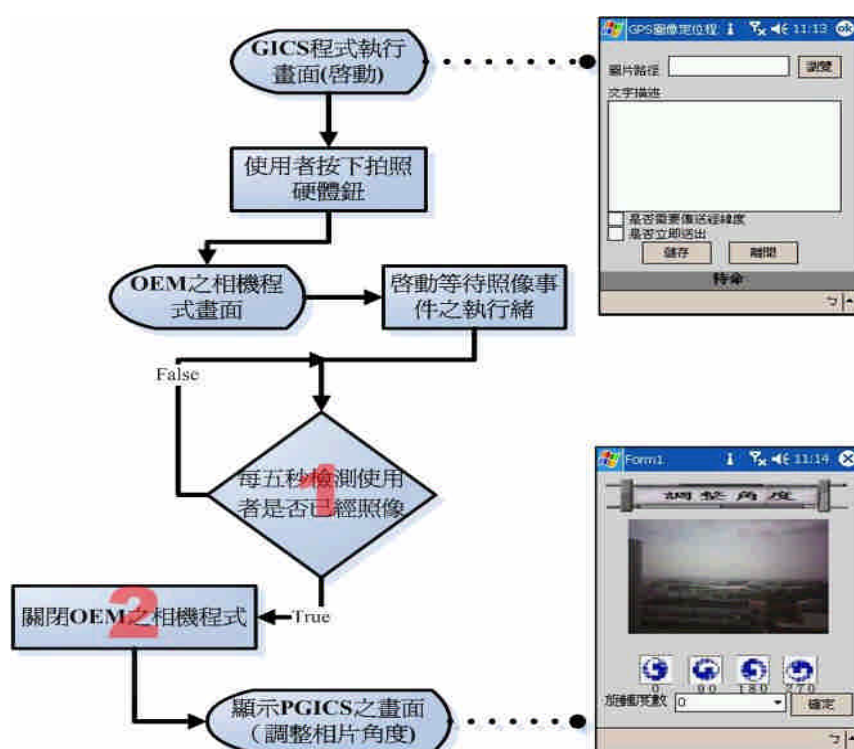 GICS程式執行
畫面(啓動)
使用者按下拍照
硬體鈕
OEM之相機程
式畫面
啓動等待照像事
件之執行緒
False
每五秒檢測使用
者是否已經照像
1
True
關閉OEM之相機程式
2
顯示PGICS之畫面
（調整相片角度）
GPS圖像定位程 11:13 ok
圖片路徑 瀏覽
文字描述
是否需要傳送經緯度
是否立即送出
儲存 離開
待命
ㄅ
Form1 11:14
調整角度
0 90 180 270
0 確定
ㄅ